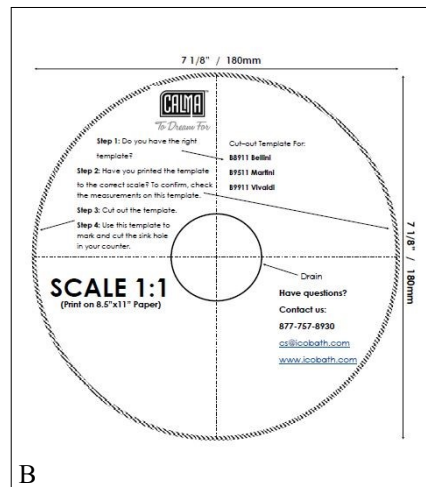 7 1/8" / 180mm
CALMA
"To Dream For"
Step 1: Do you have the right
template?
Step 2: Have you printed the template
to the correct scale? To confirm, check
the measurements on this template.
Step 3: Cut out the template.
Step 4: Use this template to
mark and cut the sink hole
in your counter.
Cut-out Template For:
B8911 Bellini
B9511 Martini
B9911 Vivaldi
7 1/8" / 180mm
Drain
SCALE 1:1
(Print on 8.5"x11" Paper)
Have questions?
Contact us:
877-757-8930
cs@icobath.com
www.icobath.com
B